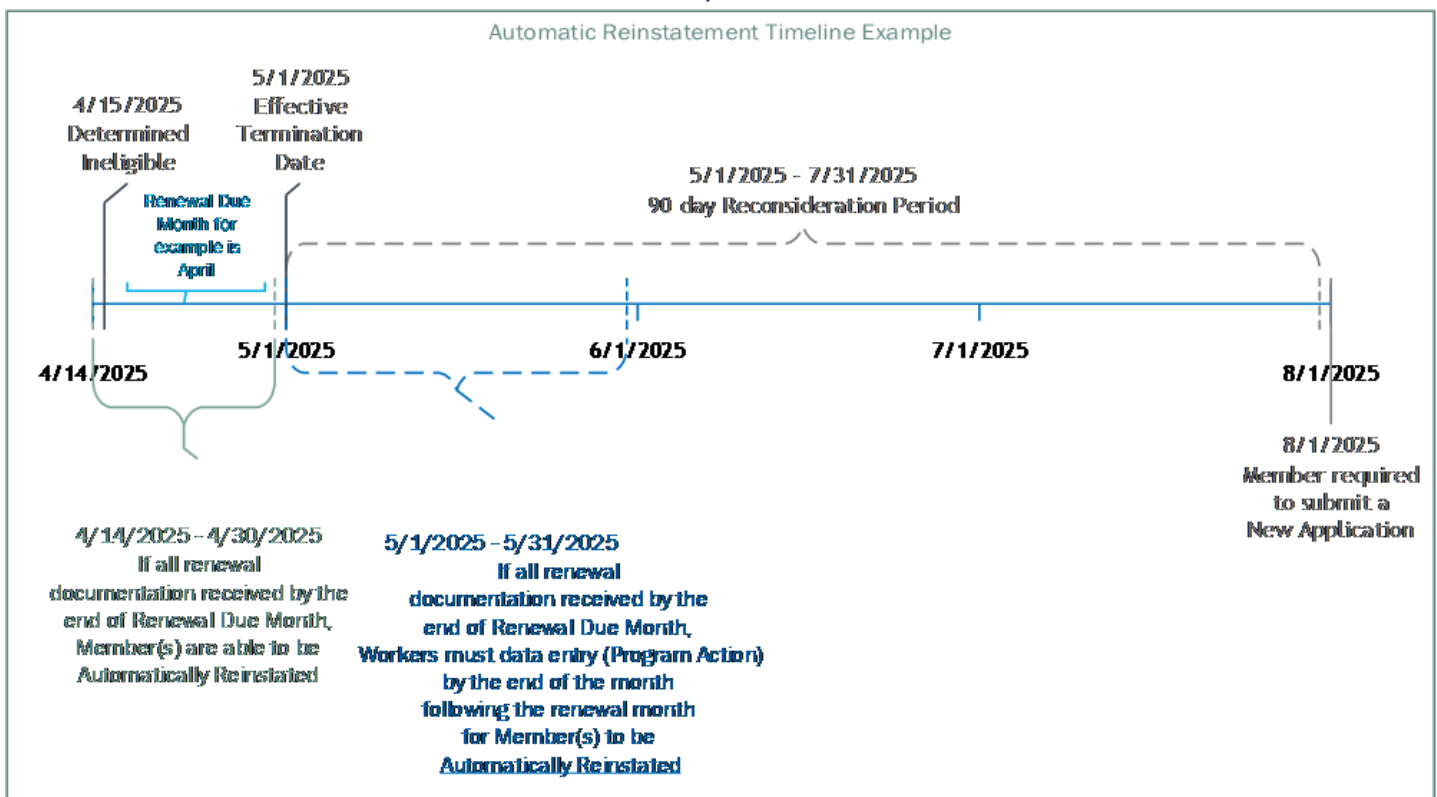 Automatic Reinstatement Timeline Example
4/15/2025
Determined
Ineligible
5/1/2025
Effective
Termination
Date
Renewal Due
Month for
example is
April
5/1/2025 - 7/31/2025
90 day Reconsideration Period
4/14/2025
5/1/2025
6/1/2025
7/1/2025
8/1/2025
8/1/2025
Member required
to submit a
New Application
4/14/2025 - 4/30/2025
If all renewal
documentation received by the
end of Renewal Due Month,
Member(s) are able to be
Automatically Reinstated
5/1/2025 - 5/31/2025
If all renewal
documentation received by the
end of Renewal Due Month,
Workers must data entry (Program Action)
by the end of the month
following the renewal month
for Member(s) to be
Automatically Reinstated